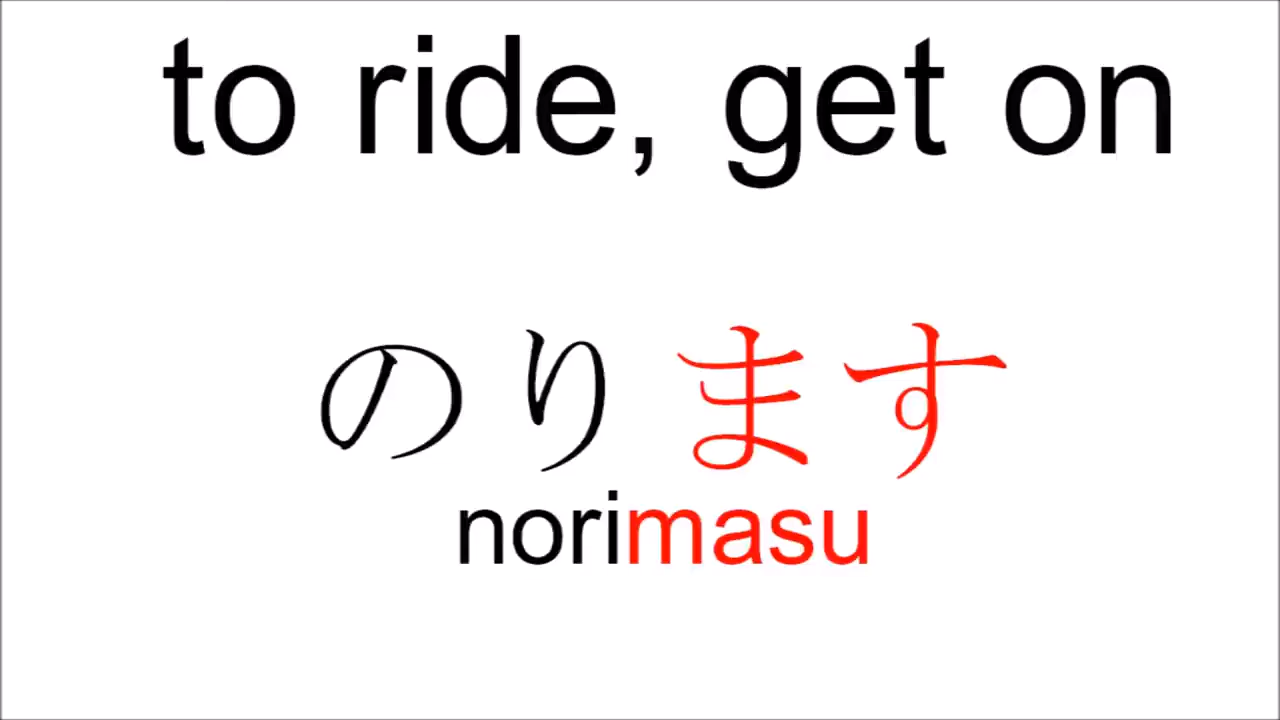 to ride, get on
のります
norimasu